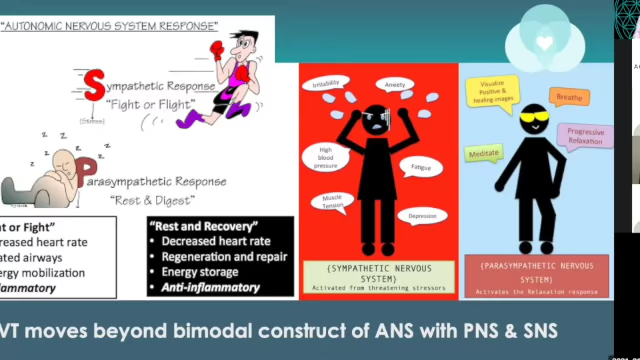 "AUTONOMIC NERVOUS SYSTEM RESPONSE"
Sympathetic Response
"Fight or Flight"
(Stress)
z z z z z z
Parasympathetic Response
"Rest & Digest"
t or Fight"
reased heart rate
ated airways
ergy mobilization
lammatory
"Rest and Recovery"
• Decreased heart rate
• Regeneration and repair
• Energy storage
• Anti-inflammatory
Irritability
Anxiety
High
blood
pressure
Fatigue
Muscle
Tension
Depression
{SYMPATHETIC NERVOUS
SYSTEM}
Activated from threatening stressors
Visualize
Positive &
healing images
Breathe
Progressive
Relaxation
Meditate
{PARASYMPATHETIC NERVOUS
SYSTEM}
Activates the Relaxation response
VT moves beyond bimodal construct of ANS with PNS & SNS